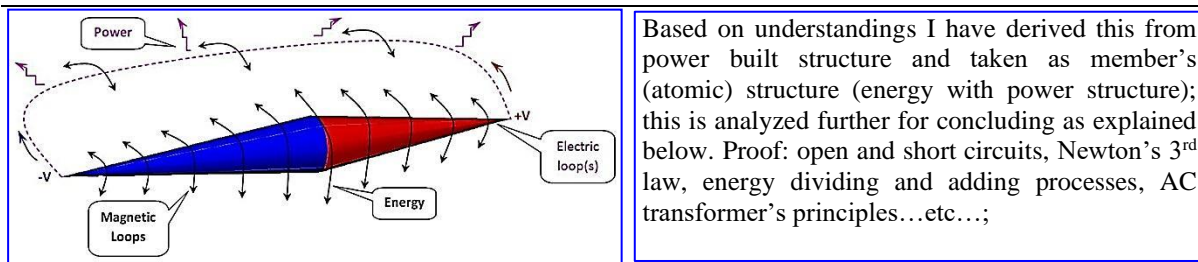 Power
+V
Electric
loop(s)
-V
Energy
Magnetic
Loops
Based on understandings I have derived this from
power built structure and taken as member's
(atomic) structure (energy with power structure);
this is analyzed further for concluding as explained
below. Proof: open and short circuits, Newton's 3rd
law, energy dividing and adding processes, AC
transformer's principles…etc…;